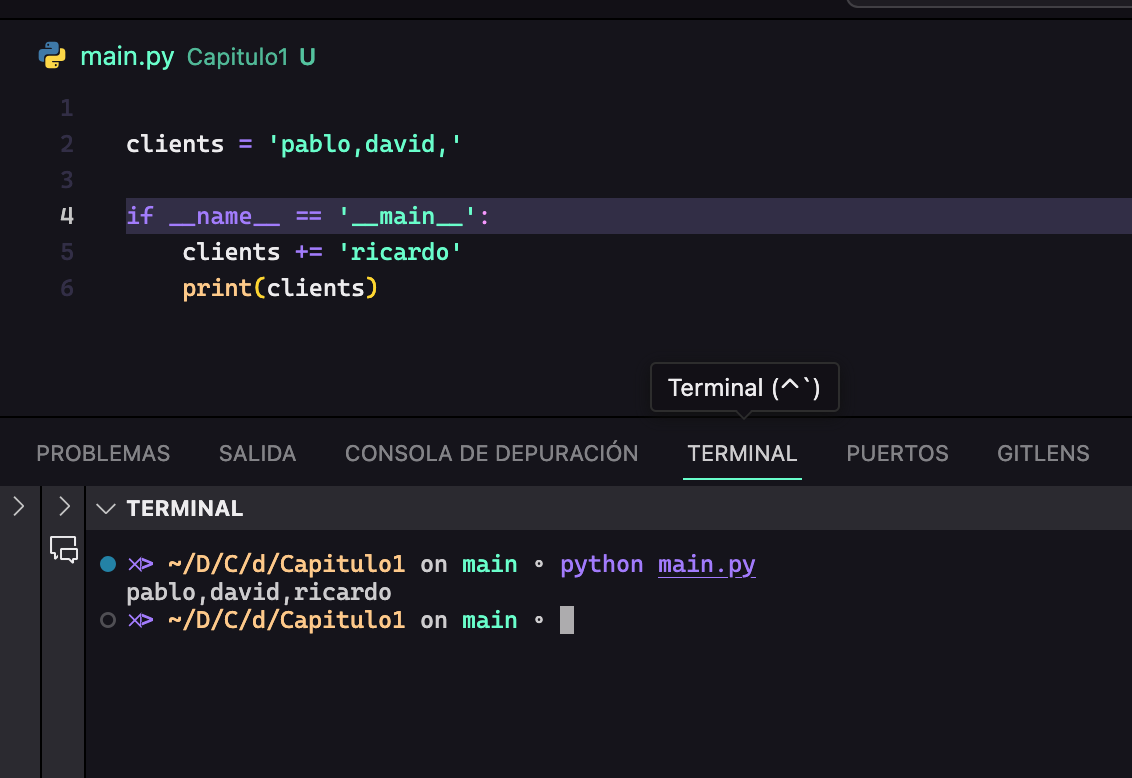 main.py Capitulo1 U
1
2 clients = 'pablo,david,'
3
4 if __name__ == '__main__':
5     clients += 'ricardo'
6     print(clients)
Terminal (^`)
PROBLEMAS SALIDA CONSOLA DE DEPURACIÓN TERMINAL PUERTOS GITLENS
TERMINAL
~/D/C/d/Capitulo1 on main ∘ python main.py
pablo,david,ricardo
~/D/C/d/Capitulo1 on main ∘